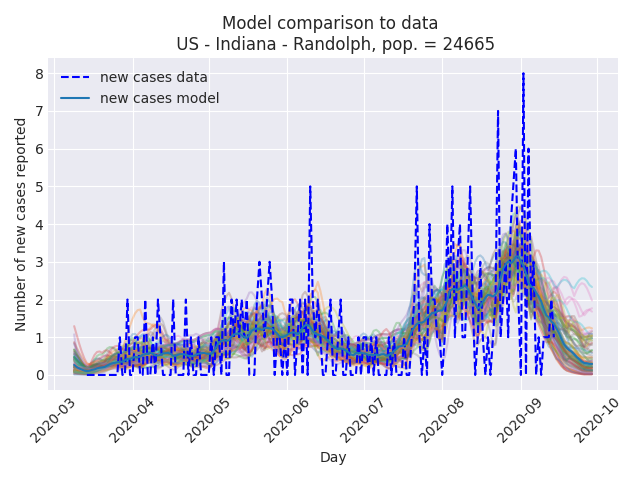 Model comparison to data
US - Indiana - Randolph, pop. = 24665
new cases data
new cases model
Number of new cases reported
8
7
6
5
4
3
2
1
0
2020-03
2020-04
2020-05
2020-06
2020-07
2020-08
2020-09
2020-10
Day